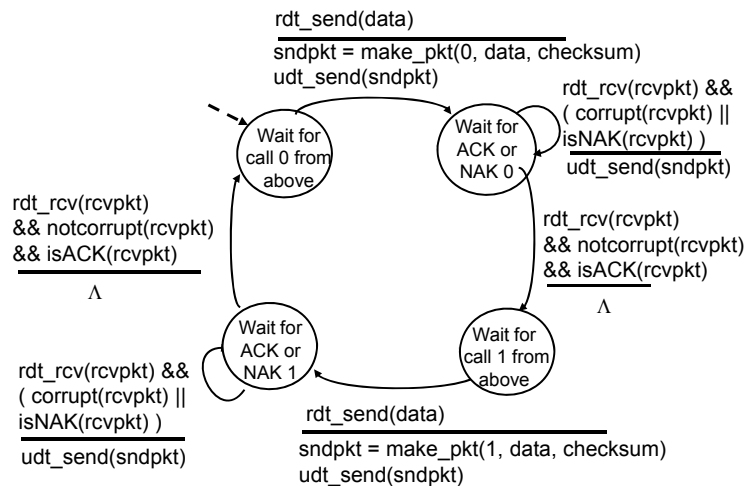 rdt_send(data)
sndpkt = make_pkt(0, data, checksum)
udt_send(sndpkt)
Wait for
call 0 from
above
Wait for
ACK or
NAK 0
rdt_rcv(rcvpkt) &&
( corrupt(rcvpkt) ||
isNAK(rcvpkt) )
udt_send(sndpkt)
rdt_rcv(rcvpkt)
&& notcorrupt(rcvpkt)
&& isACK(rcvpkt)
Λ
rdt_rcv(rcvpkt)
&& notcorrupt(rcvpkt)
&& isACK(rcvpkt)
Λ
Wait for
ACK or
NAK 1
Wait for
call 1 from
above
rdt_rcv(rcvpkt) &&
( corrupt(rcvpkt) ||
isNAK(rcvpkt) )
udt_send(sndpkt)
rdt_send(data)
sndpkt = make_pkt(1, data, checksum)
udt_send(sndpkt)